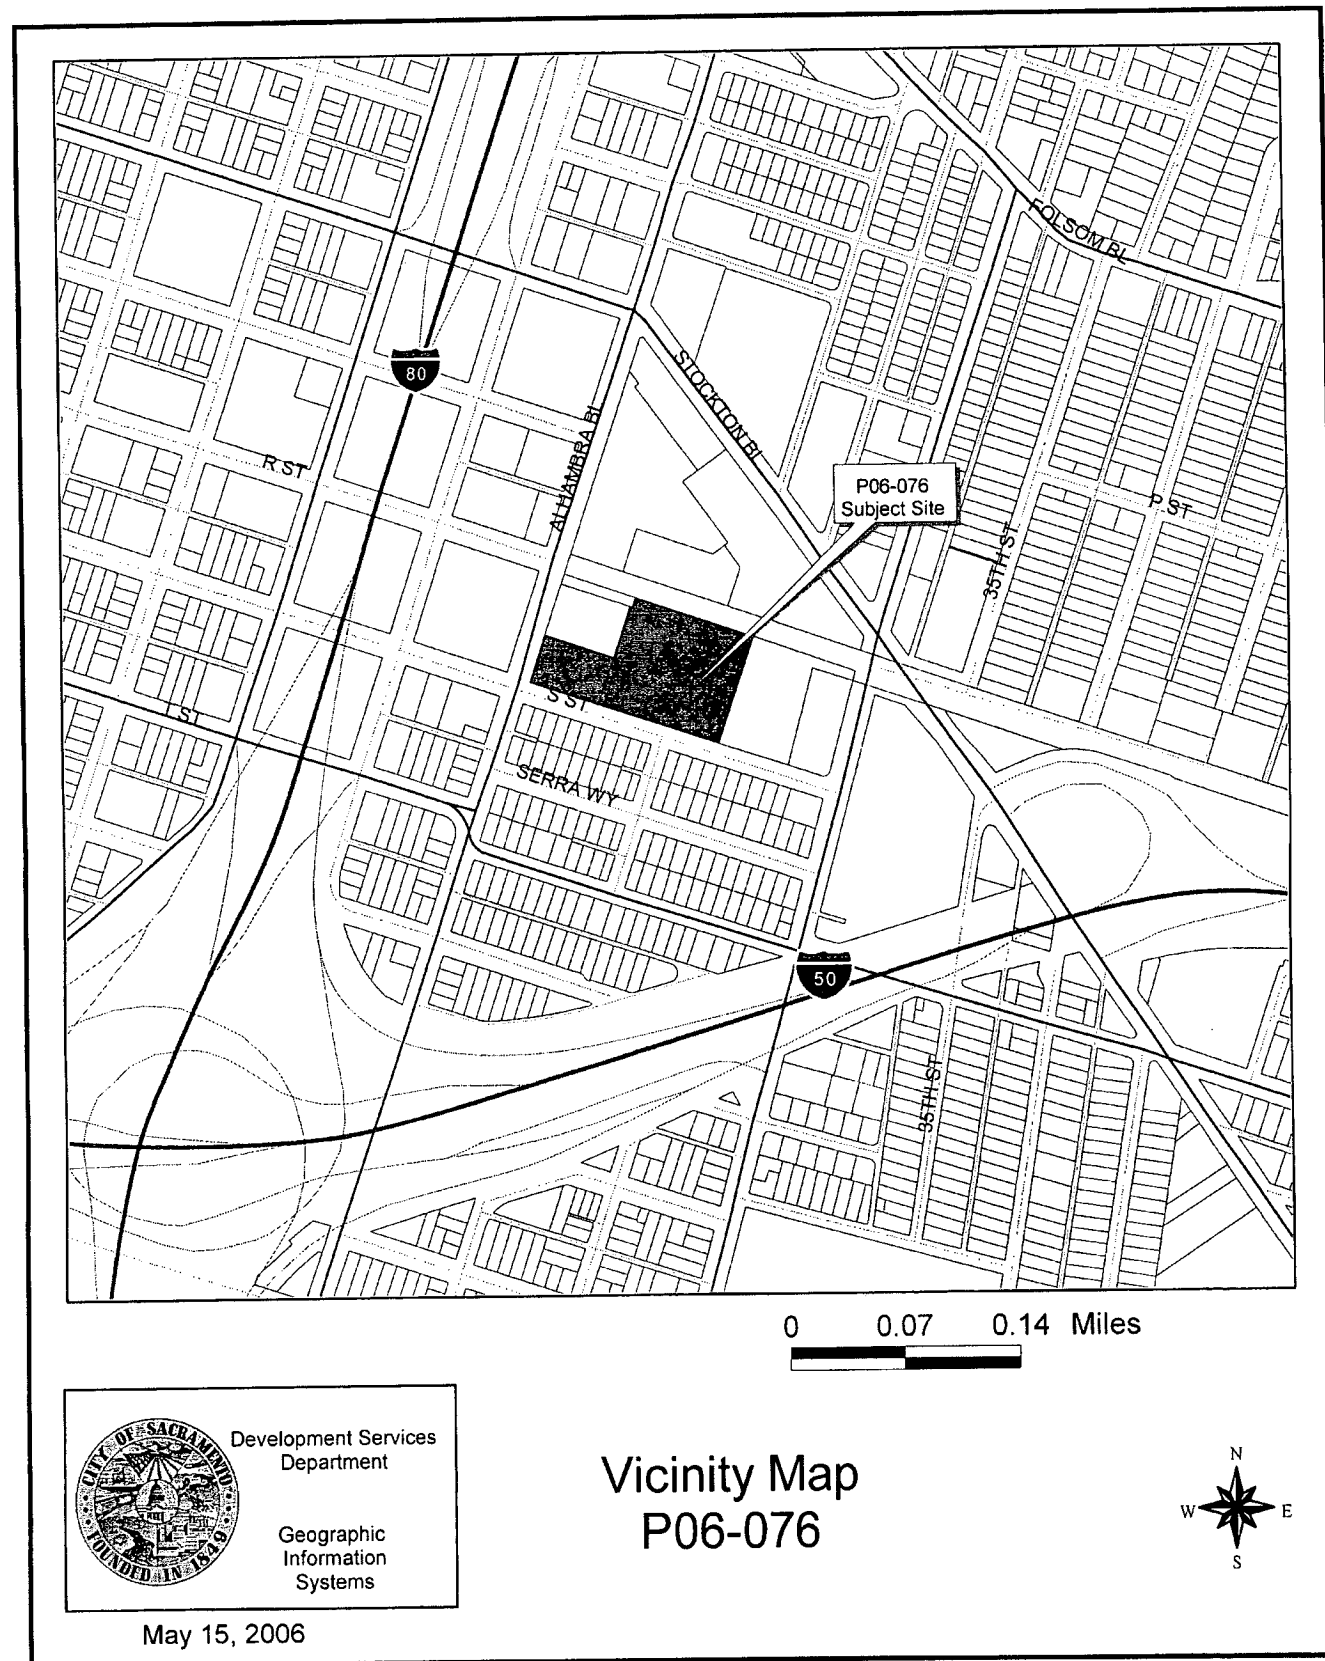 FOLSOM BL
80
STOCKTON BL
ALHAMBRA BL
R ST
P06-076
Subject Site
P ST
35TH ST
S ST
T ST
SERRA WY
50
35TH ST
0 0.07 0.14 Miles
CITY OF SACRAMENTO
FOUNDED IN 1849
Development Services
Department
Geographic
Information
Systems
Vicinity Map
P06-076
N
W E
S
May 15, 2006